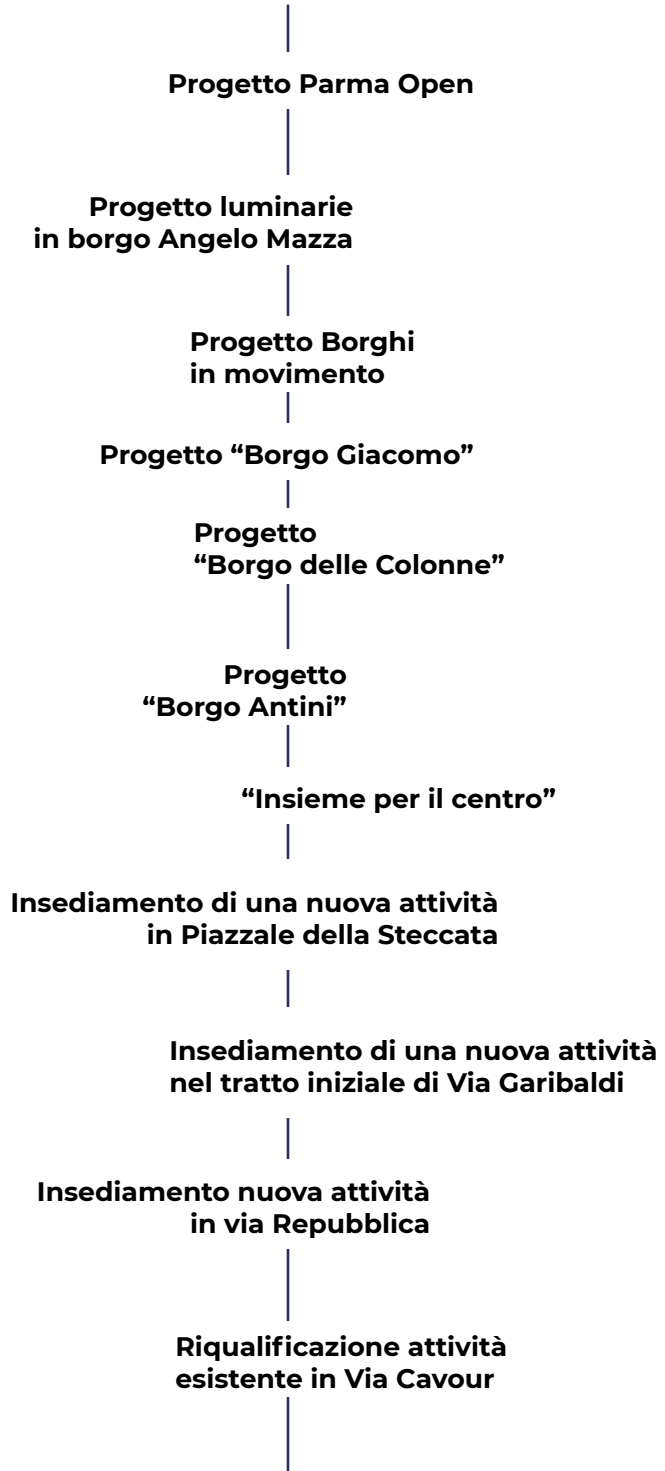 Progetto Parma Open
Progetto luminarie
in borgo Angelo Mazza
Progetto Borghi
in movimento
Progetto “Borgo Giacomo”
Progetto
“Borgo delle Colonne”
Progetto
“Borgo Antini”
“Insieme per il centro”
Insediamento di una nuova attività
in Piazzale della Steccata
Insediamento di una nuova attività
nel tratto iniziale di Via Garibaldi
Insediamento nuova attività
in via Repubblica
Riqualificazione attività
esistente in Via Cavour